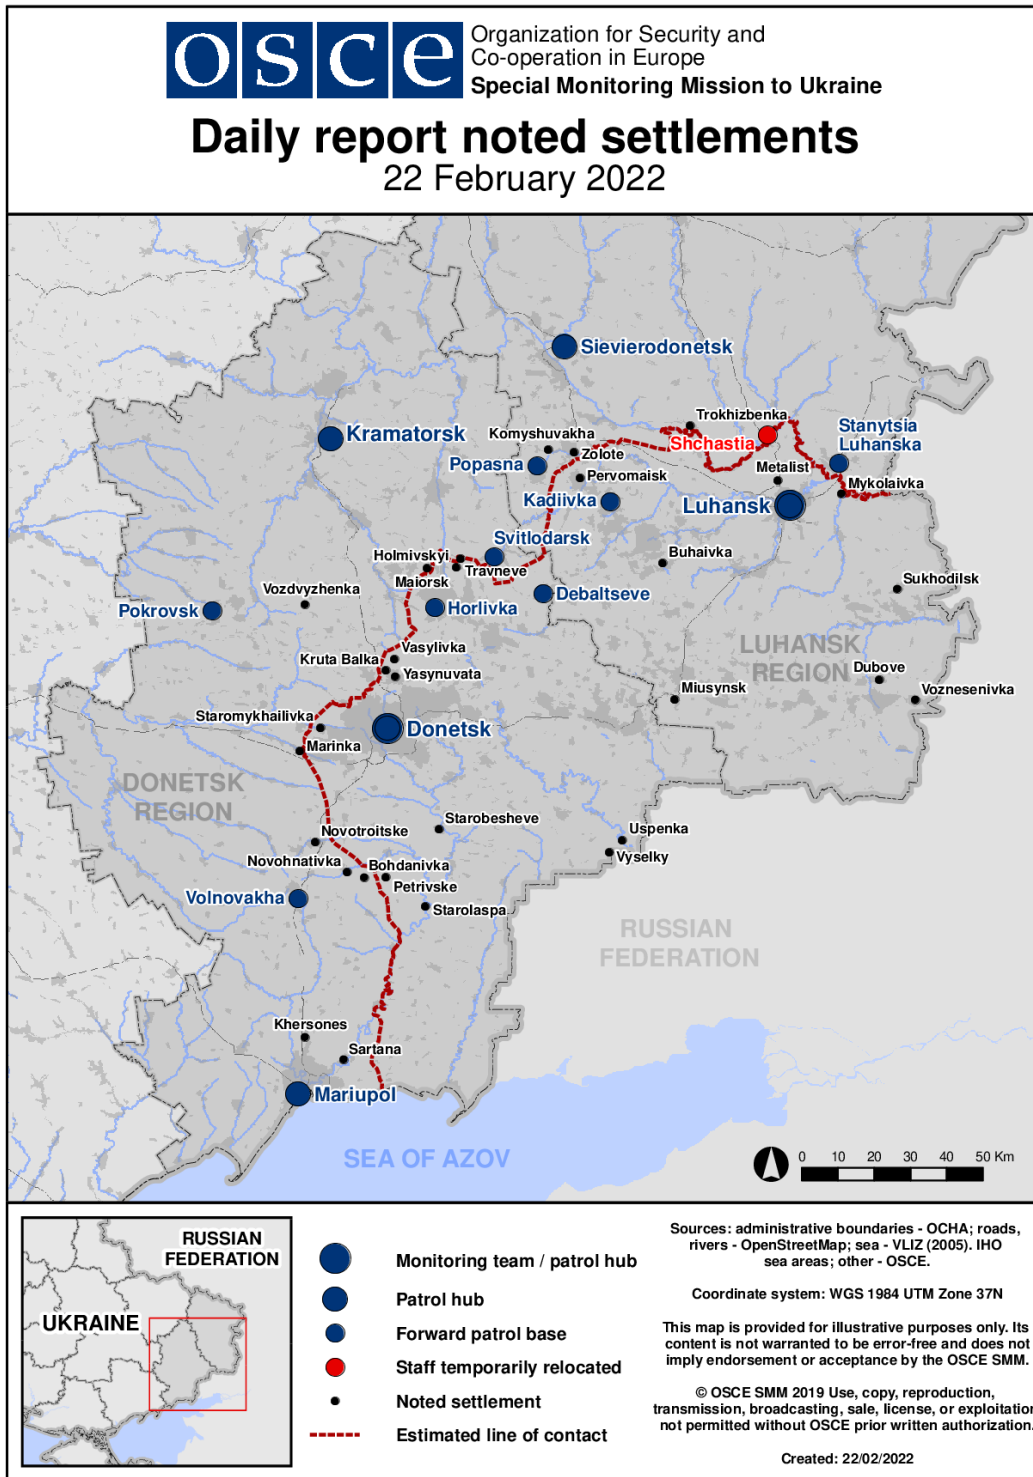 osce
Organization for Security and
Co-operation in Europe
Special Monitoring Mission to Ukraine
Daily report noted settlements
22 February 2022
Sievierodonetsk
Trokhizbenka
Stanytsia
Luhanska
Kramatorsk
Komyshuvakha
Shchastia
Zolote
Popasna
Metalist
Pervomaisk
Mykolaivka
Kadiivka
Luhansk
Svitlodarsk
Holmivskyi
Buhaivka
Travneve
Maiorsk
Sukhodilsk
Vozdvyzhenka
Debaltseve
Pokrovsk
Horlivka
LUHANSK
REGION
Vasylivka
Kruta Balka
Yasynuvata
Dubove
Miusynsk
Voznesenivka
Staromykhailivka
Donetsk
Marinka
DONETSK
REGION
Starobesheve
Novotroitske
Uspenka
Vyselky
Novohnativka
Bohdanivka
Petrivske
Volnovakha
Starolaspa
RUSSIAN
FEDERATION
Khersones
Sartana
Mariupol
SEA OF AZOV
0 10 20 30 40 50 Km
RUSSIAN
FEDERATION
UKRAINE
Monitoring team / patrol hub
Patrol hub
Forward patrol base
Staff temporarily relocated
Noted settlement
Estimated line of contact
Sources: administrative boundaries - OCHA; roads,
rivers - OpenStreetMap; sea - VLIZ (2005). IHO
sea areas; other - OSCE.
Coordinate system: WGS 1984 UTM Zone 37N
This map is provided for illustrative purposes only. Its
content is not warranted to be error-free and does not
imply endorsement or acceptance by the OSCE SMM.
© OSCE SMM 2019 Use, copy, reproduction,
transmission, broadcasting, sale, license, or exploitation
not permitted without OSCE prior written authorization.
Created: 22/02/2022